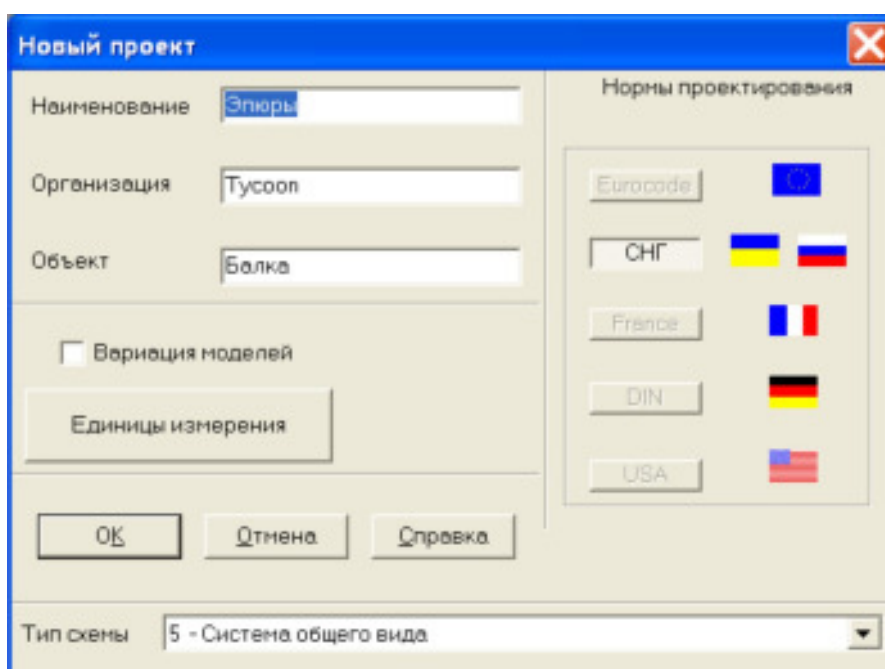 Новый проект
Наименование
Эпюры
Организация
Tycoon
Объект
Балка
Вариация моделей
Единицы измерения
OK
Отмена
Справка
Нормы проектирования
Eurocode
СНГ
France
DIN
USA
Тип схемы
5 - Система общего вида